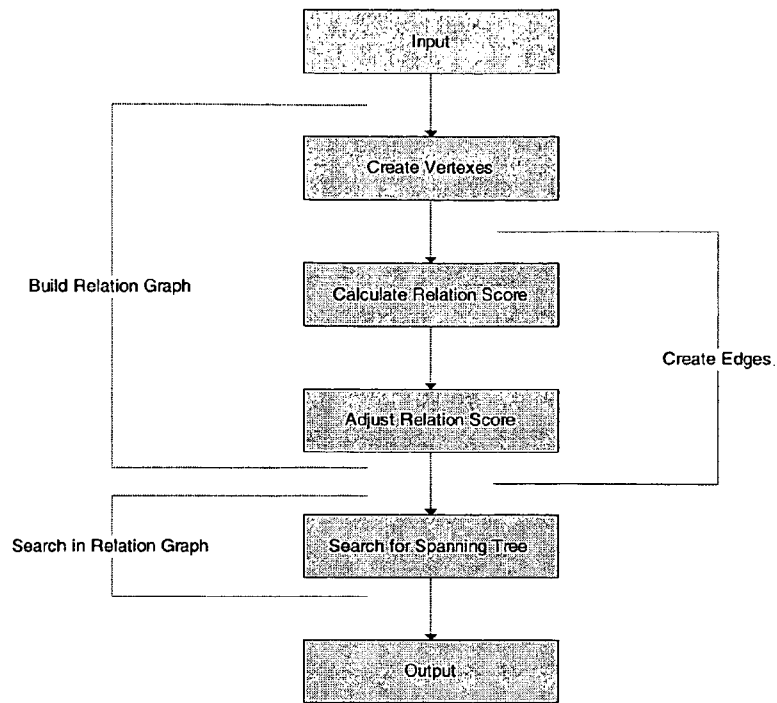 Input
Create Vertexes
Build Relation Graph
Calculate Relation Score
Create Edges
Adjust Relation Score
Search in Relation Graph
Search for Spanning Tree
Output